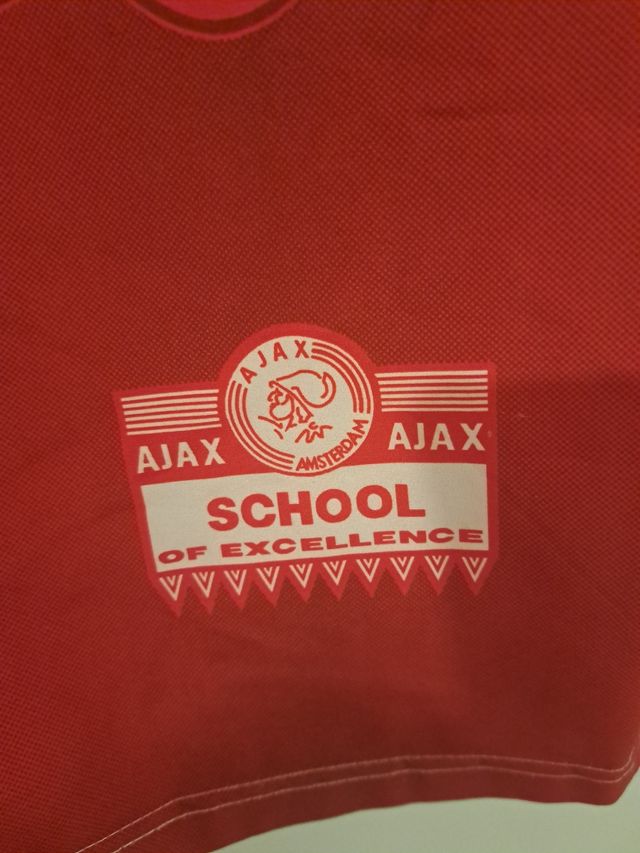 AJAX
AMSTERDAM
AJAX AJAX
SCHOOL
OF EXCELLENCE